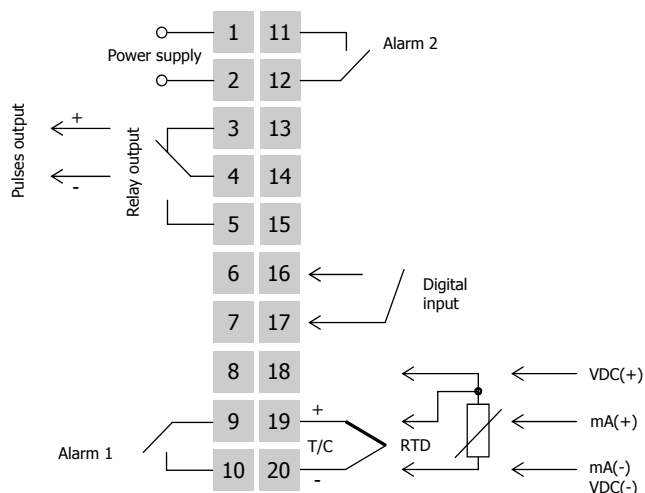 1 11
Alarm 2
Power supply
2 12
Pulses output
+
-
Relay output
3 13
4 14
5 15
6 16
Digital
input
7 17
8 18
VDC(+)
9 19
+
T/C
-
RTD
mA(+)
Alarm 1
10 20
mA(-)
VDC(-)